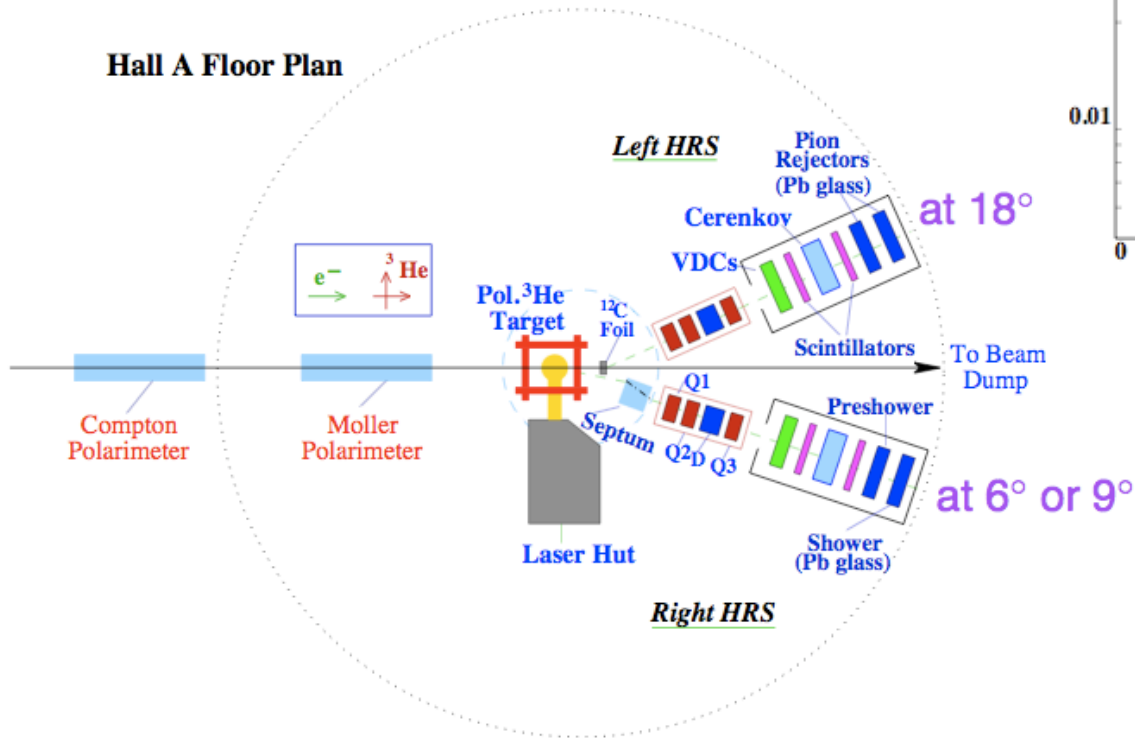 Hall A Floor Plan
0.01
0
Left HRS
Pion
Rejectors
(Pb glass)
at 18°
Cerenkov
VDCs
e−
3He
Pol.3He
Target
12C
Foil
Scintillators
To Beam
Dump
Compton
Polarimeter
Moller
Polarimeter
Septum
Q1
Q2
D
Q3
Preshower
at 6° or 9°
Shower
(Pb glass)
Laser Hut
Right HRS